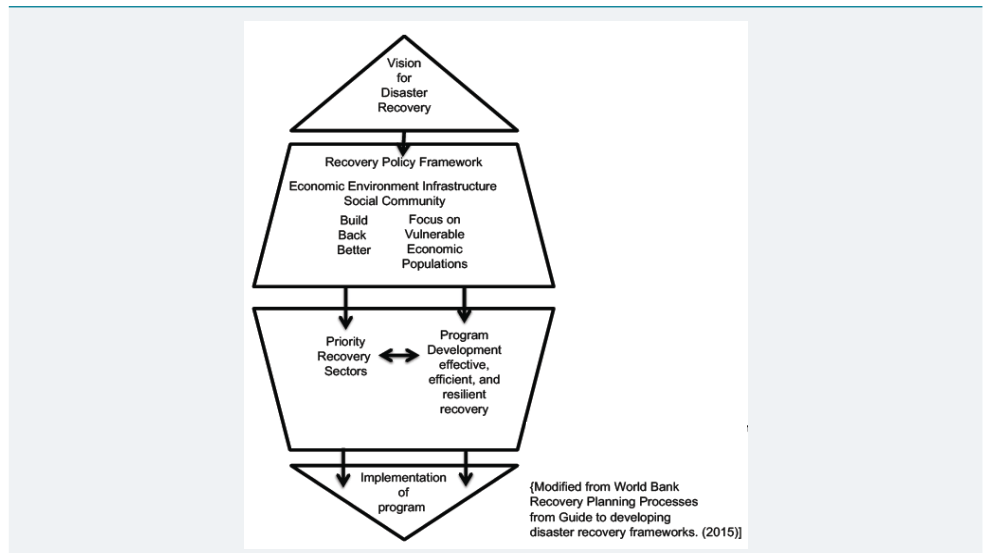 Vision
for
Disaster
Recovery
Recovery Policy Framework
Economic Environment Infrastructure
Social Community
Build
Back
Better
Focus on
Vulnerable
Economic
Populations
Priority
Recovery
Sectors
Program
Development
effective,
efficient, and
resilient
recovery
Implementation
of
program
{Modified from World Bank
Recovery Planning Processes
from Guide to developing
disaster recovery frameworks. (2015)]